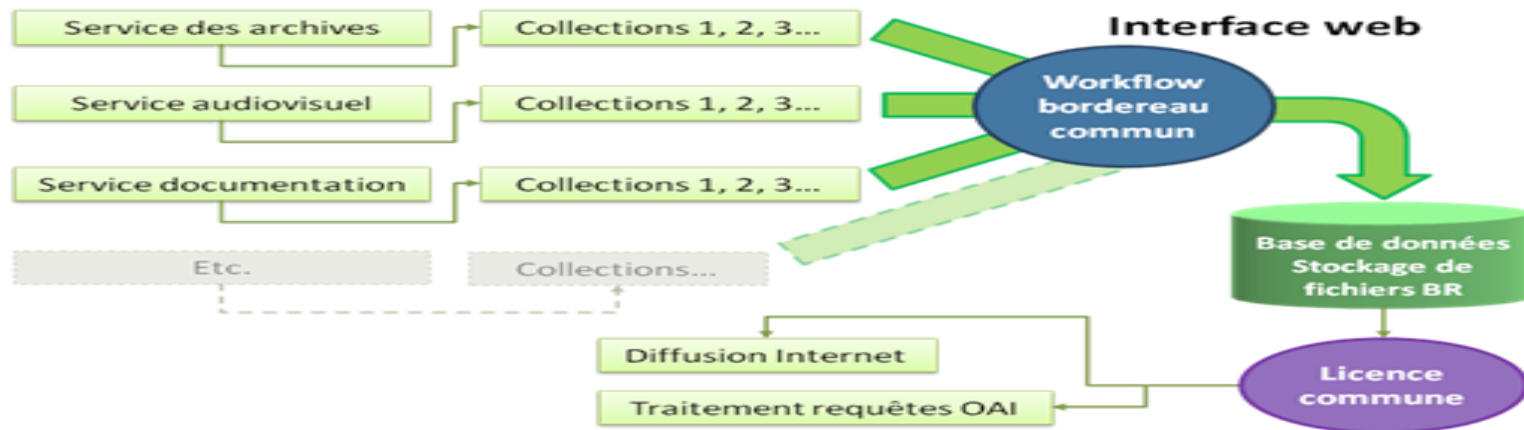 Service des archives
Collections 1, 2, 3...
Interface web
Service audiovisuel
Collections 1, 2, 3...
Workflow
bordereau
commun
Service documentation
Collections 1, 2, 3...
Etc.
Collections...
Base de données
Stockage de
fichiers BR
Diffusion Internet
Traitement requêtes OAI
Licence
commune